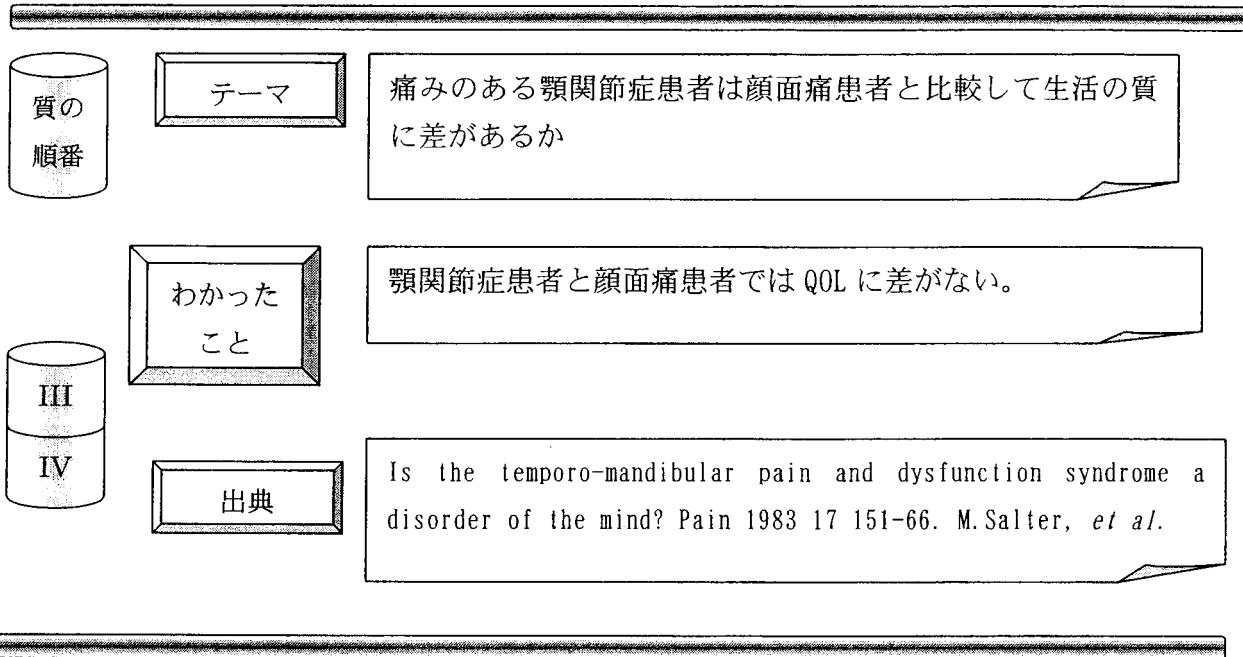 質の
順番
テーマ
痛みのある顎関節症患者は顔面痛患者と比較して生活の質
に差があるか
わかった
こと
顎関節症患者と顔面痛患者では QOL に差がない。
III
IV
出典
Is the temporo-mandibular pain and dysfunction syndrome a
disorder of the mind? Pain 1983 17 151-66. M.Salter, et al.